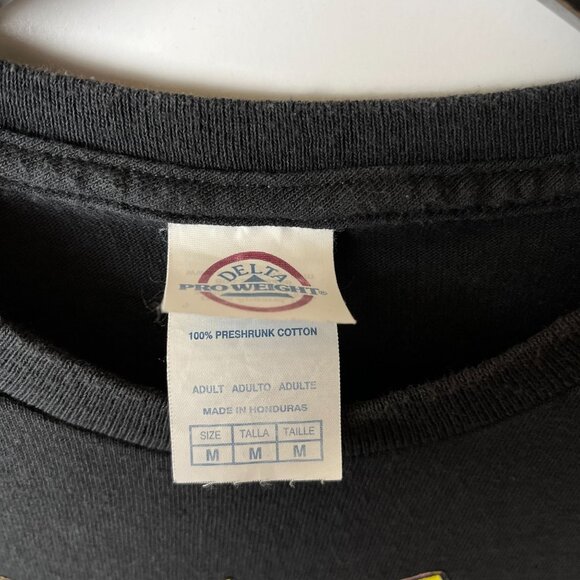 DELTA
PRO WEIGHT®
100% PRESHRUNK COTTON
ADULT ADULTO ADULTE
MADE IN HONDURAS
SIZE TALLA TAILLE
M M M